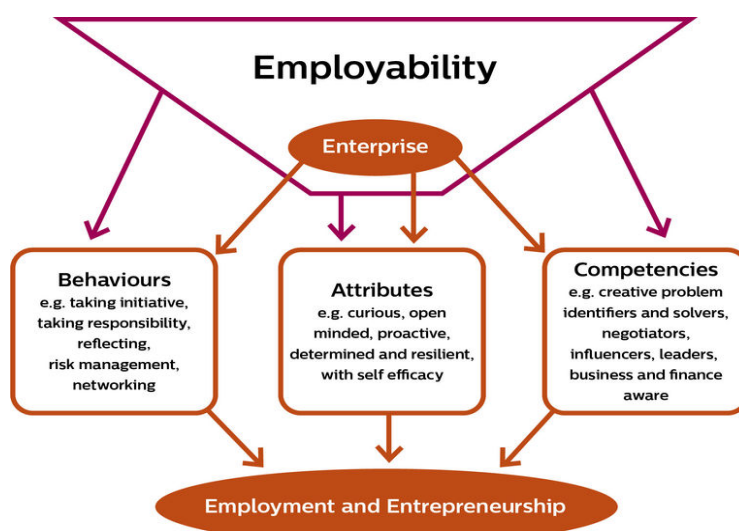 Employability
Enterprise
Behaviours
e.g. taking initiative,
taking responsibility,
reflecting,
risk management,
networking
Attributes
e.g. curious, open
minded, proactive,
determined and resilient,
with self efficacy
Competencies
e.g. creative problem
identifiers and solvers,
negotiators,
influencers, leaders,
business and finance
aware
Employment and Entrepreneurship